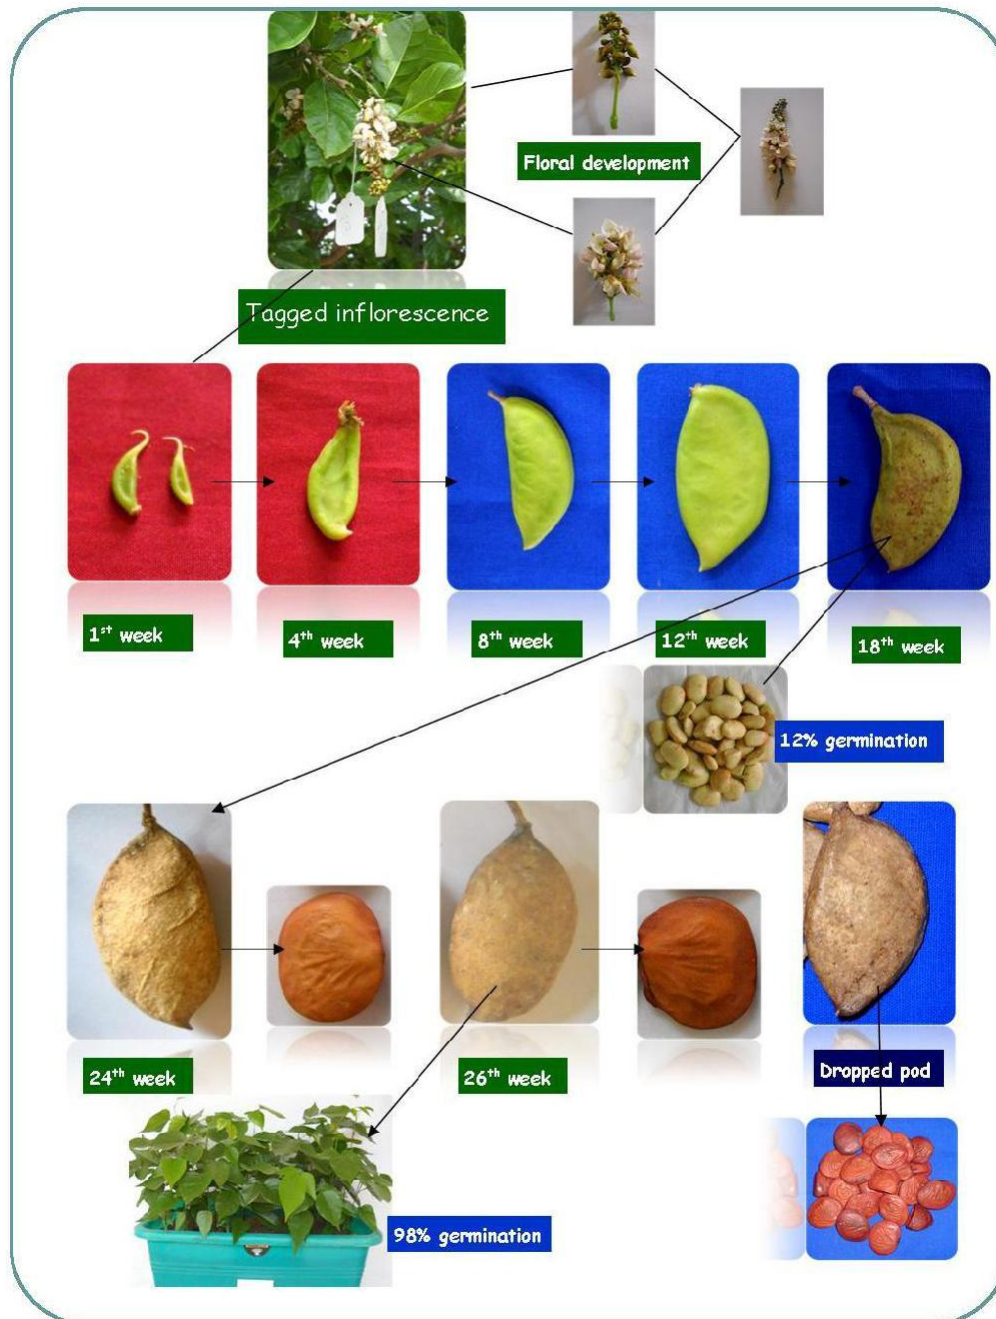 Floral development
Tagged inflorescence
1st week
4th week
8th week
12th week
18th week
12% germination
24th week
26th week
Dropped pod
98% germination